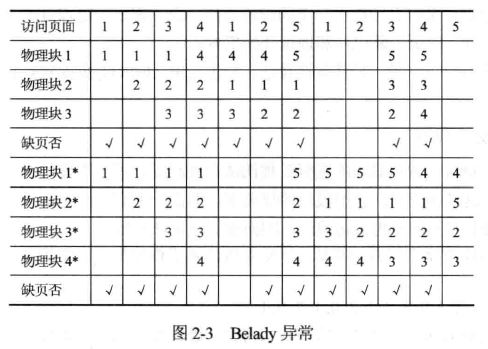 访问页面 1 2 3 4 1 2 5 1 2 3 4 5
物理块 1 1 1 1 4 4 4 5 5 5
物理块 2 2 2 2 1 1 1 3 3
物理块 3 3 3 3 2 2 2 4
缺页否 √ √ √ √ √ √ √ √ √
物理块 1* 1 1 1 1 5 5 5 5 4 4
物理块 2* 2 2 2 2 1 1 1 1 5
物理块 3* 3 3 3 3 2 2 2 2
物理块 4* 4 4 4 4 3 3 3
缺页否 √ √ √ √ √ √ √ √ √ √
图 2-3 Belady 异常